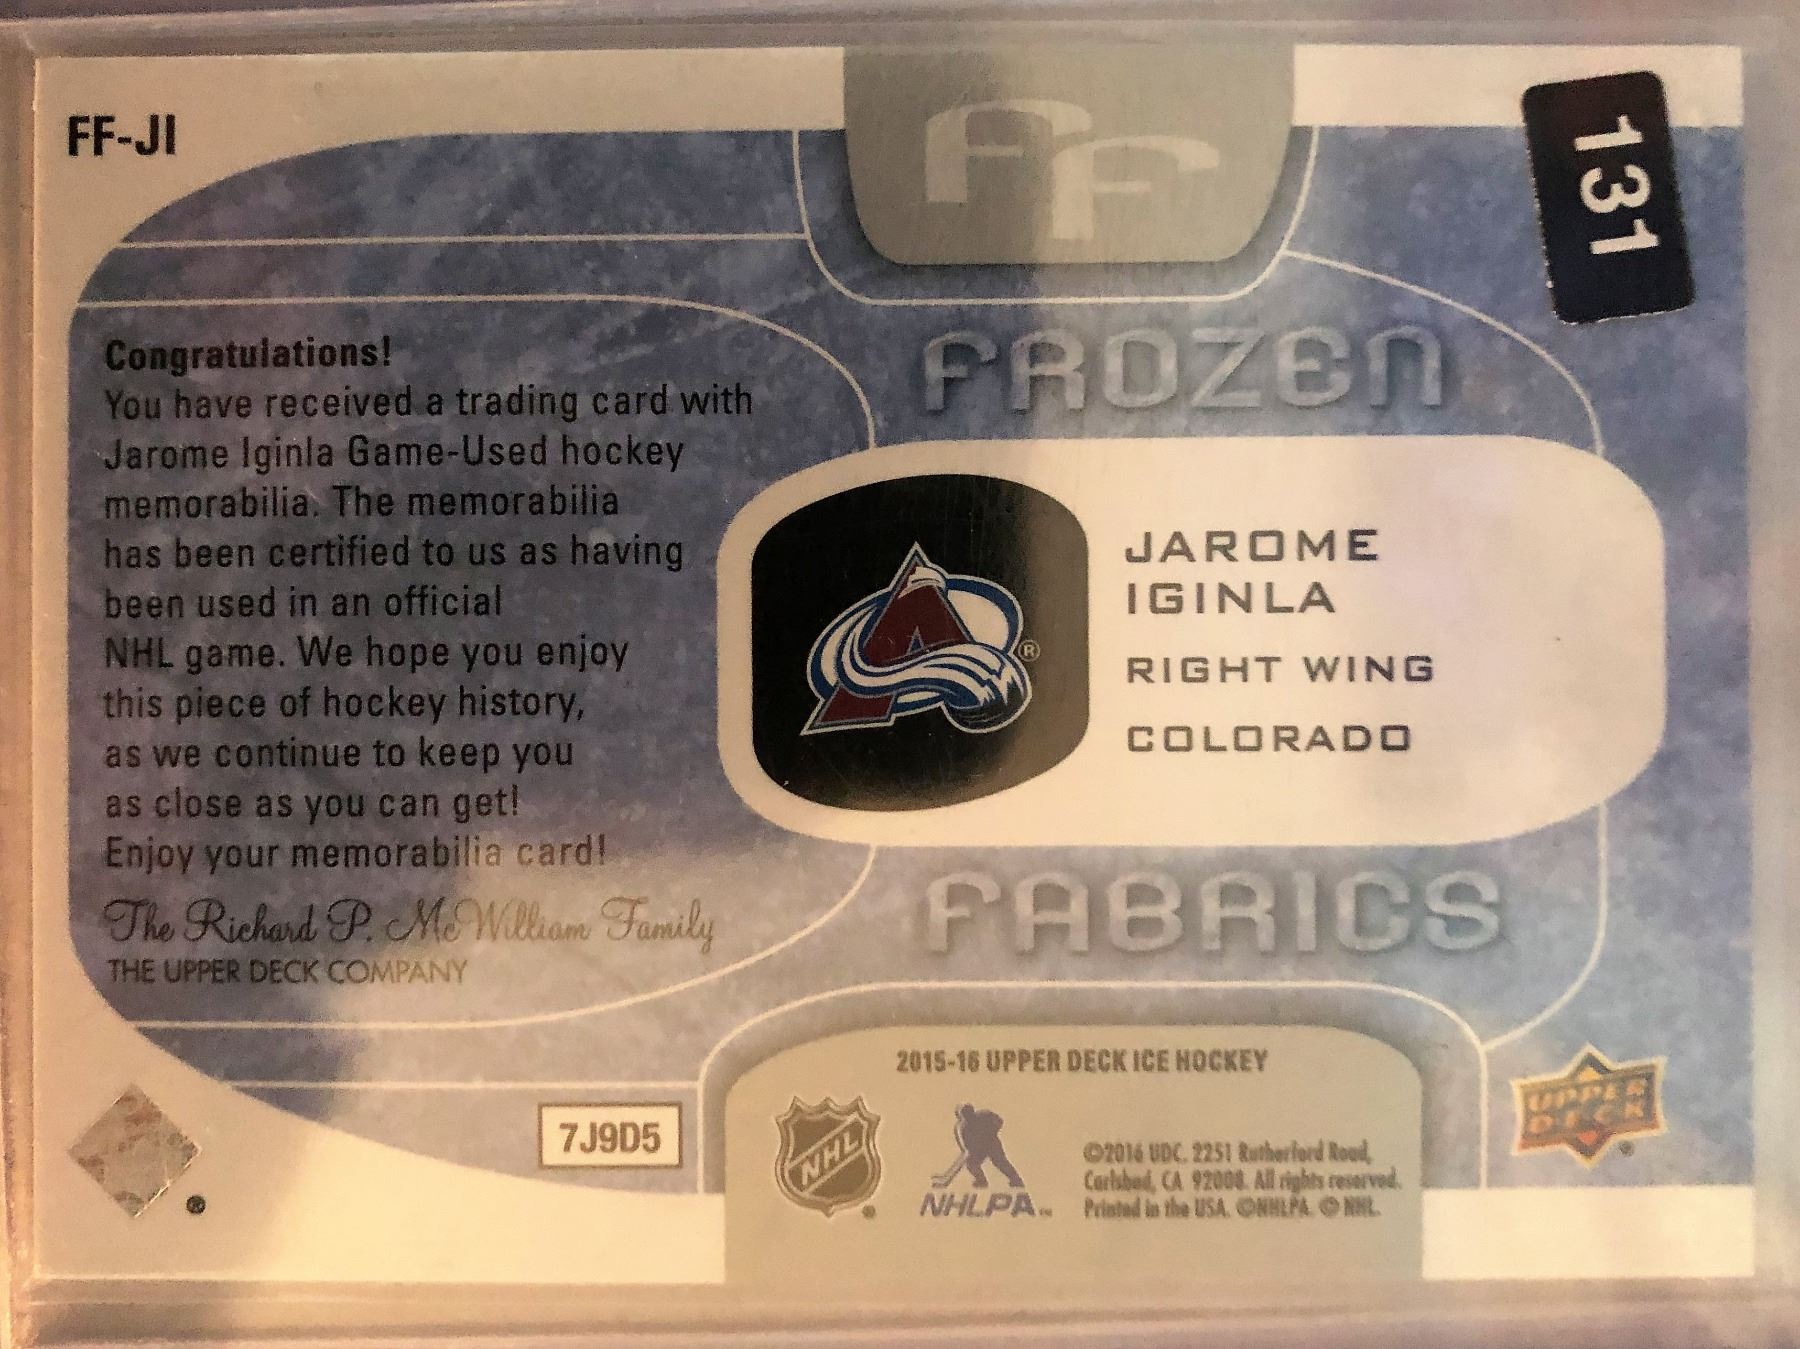 FF-JI
FF
131
Congratulations!
You have received a trading card with
Jarome Iginla Game-Used hockey
memorabilia. The memorabilia
has been certified to us as having
been used in an official
NHL game. We hope you enjoy
this piece of hockey history,
as we continue to keep you
as close as you can get!
Enjoy your memorabilia card!
The Richard P. McWilliam Family
THE UPPER DECK COMPANY
FROZEN
A
®
JAROME
IGINLA
RIGHT WING
COLORADO
FABRICS
7J9D5
2015-16 UPPER DECK ICE HOCKEY
NHL
NHLPA™
©2016 UDC. 2251 Rutherford Road,
Carlsbad, CA 92008. All rights reserved.
Printed in the USA. ©NHLPA. © NHL.
UPPER
DECK